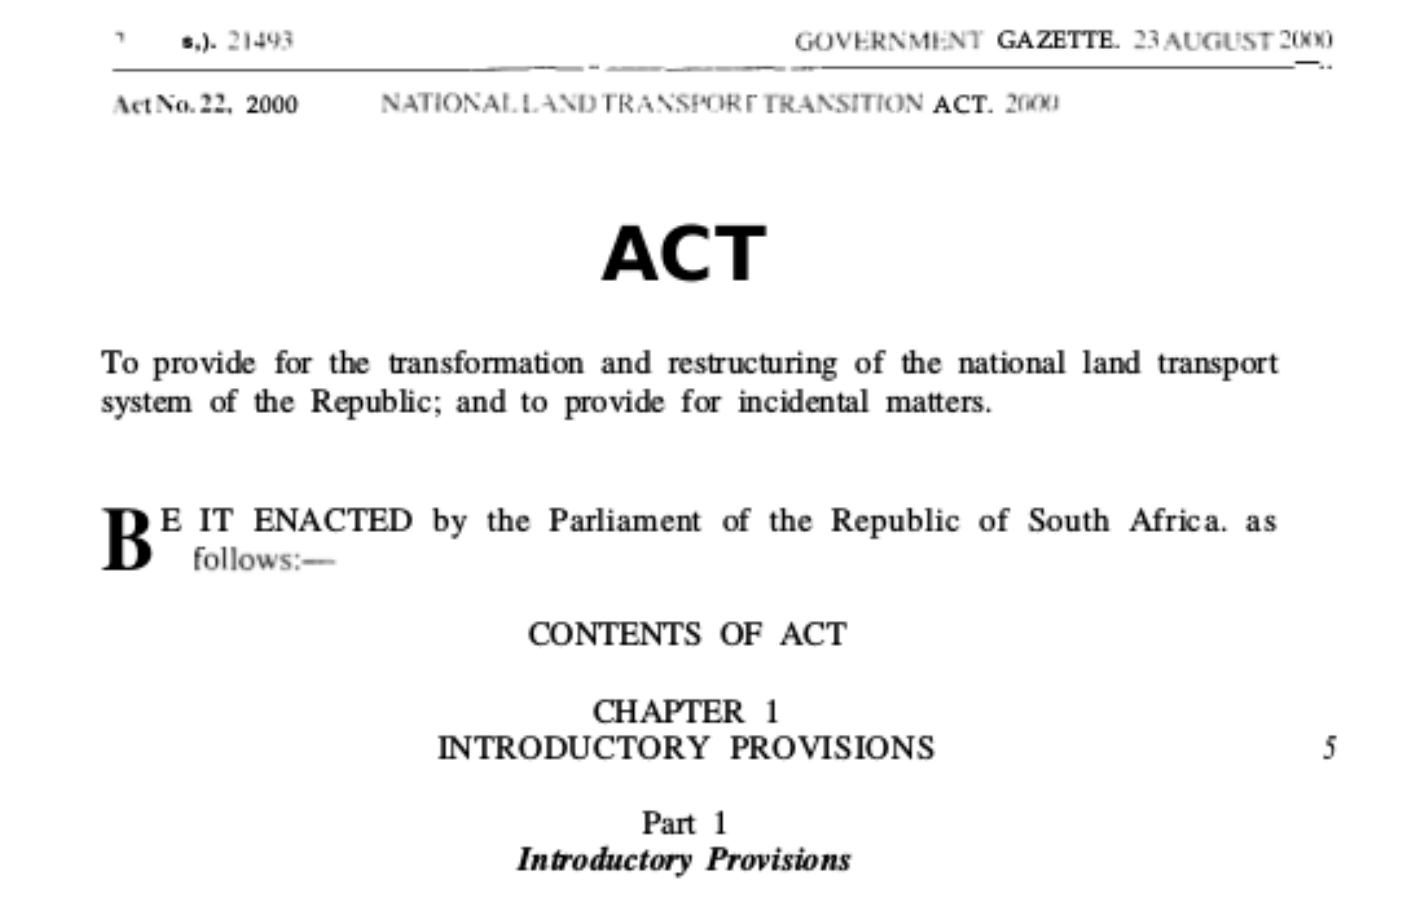 s,). 21493 GOVERNMENT GAZETTE. 23 AUGUST 2000
Act No. 22, 2000 NATIONAL LAND TRANSPORT TRANSITION ACT. 2000
ACT
To provide for the transformation and restructuring of the national land transport
system of the Republic; and to provide for incidental matters.
BE IT ENACTED by the Parliament of the Republic of South Africa. as
follows:—
CONTENTS OF ACT
CHAPTER 1
INTRODUCTORY PROVISIONS 5
Part 1
Introductory Provisions